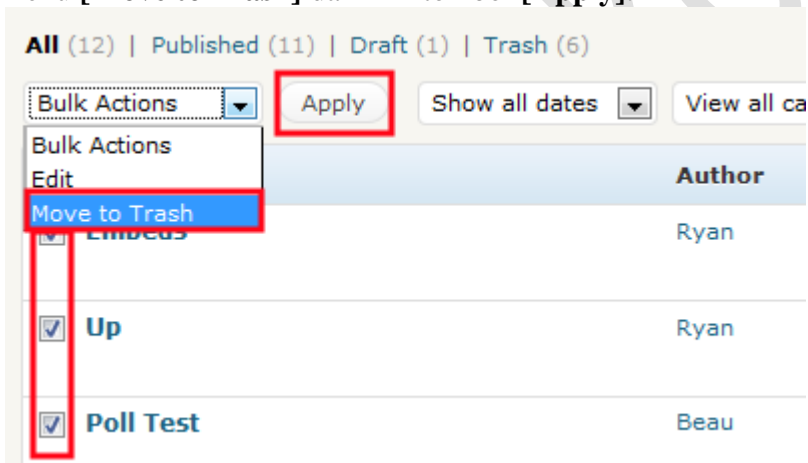 All (12) | Published (11) | Draft (1) | Trash (6)
Bulk Actions Apply Show all dates View all ca
Bulk Actions
Edit
Author
Move to Trash
Embeds Ryan
Up Ryan
Poll Test Beau